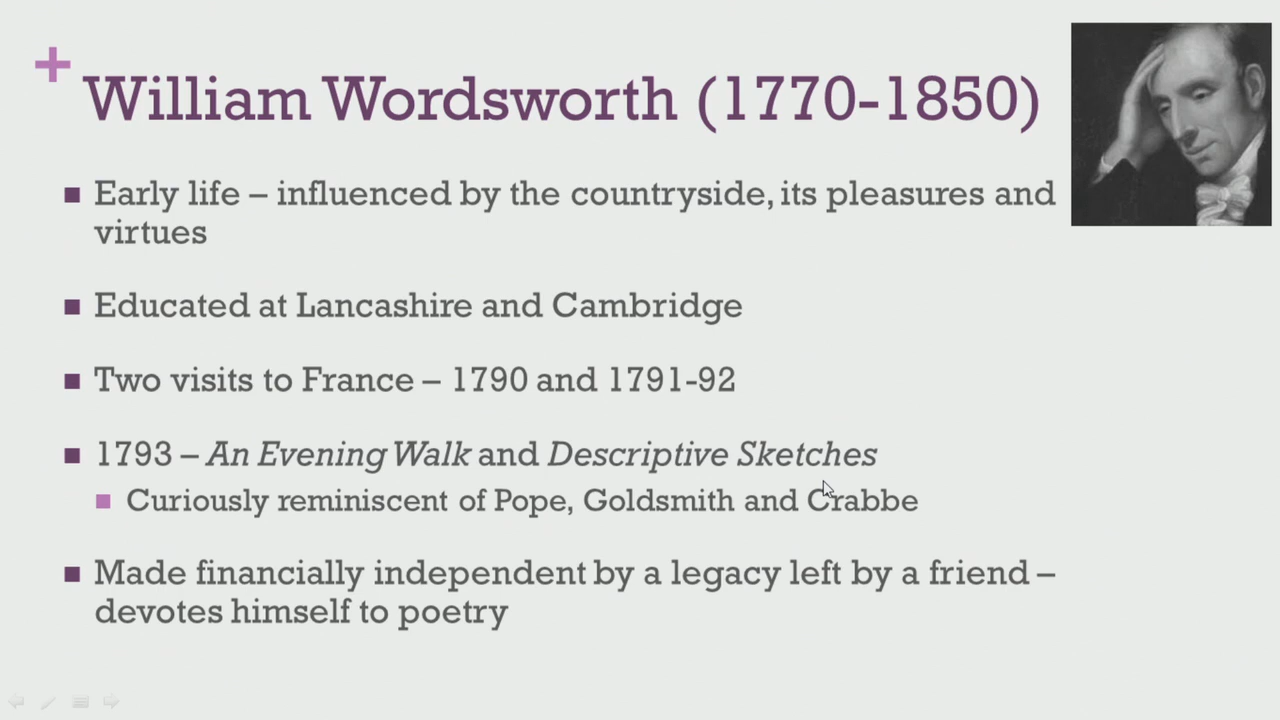 William Wordsworth (1770-1850)
Early life – influenced by the countryside, its pleasures and
virtues
Educated at Lancashire and Cambridge
Two visits to France – 1790 and 1791-92
1793 – An Evening Walk and Descriptive Sketches
Curiously reminiscent of Pope, Goldsmith and Crabbe
Made financially independent by a legacy left by a friend –
devotes himself to poetry